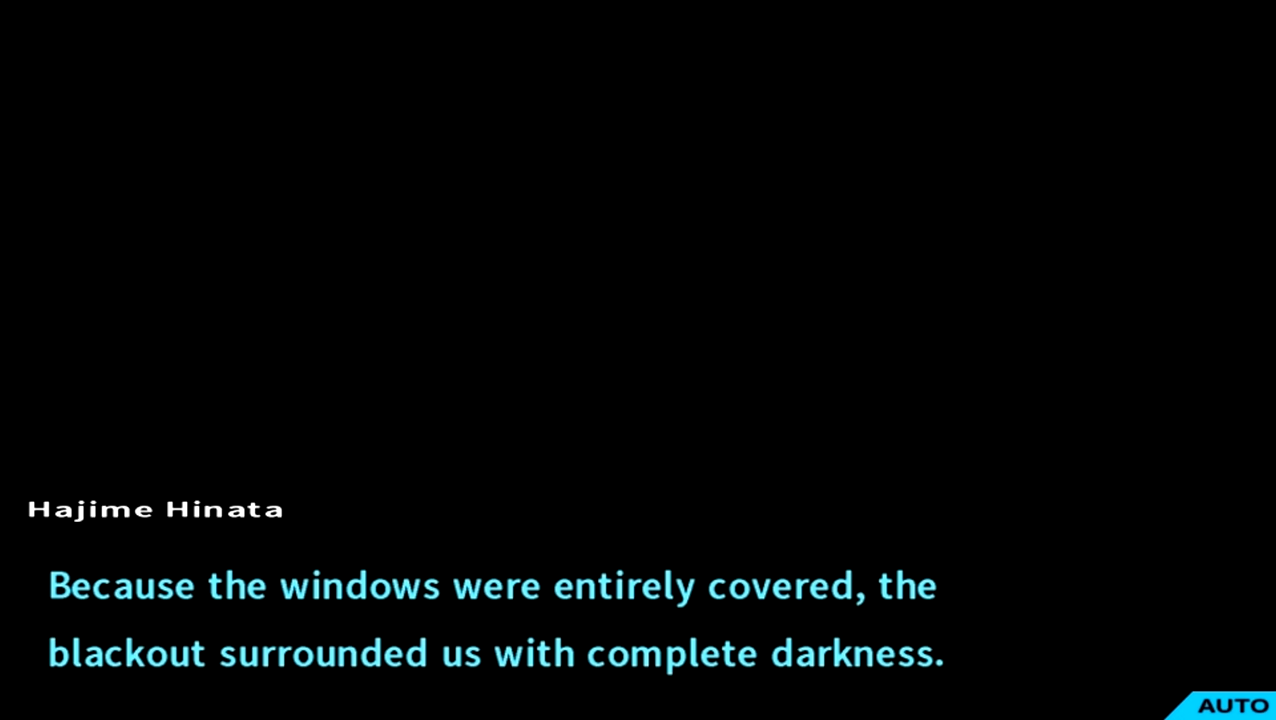 Hajime Hinata
Because the windows were entirely covered, the
blackout surrounded us with complete darkness.
AUTO